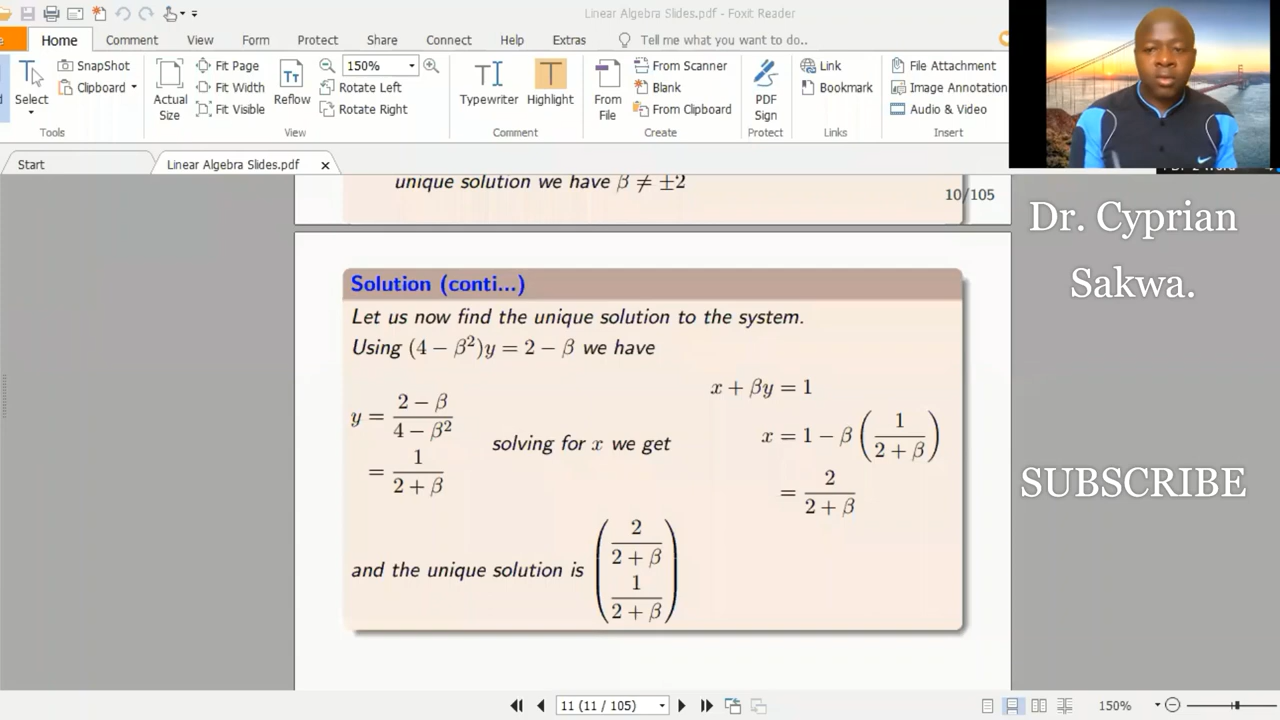 Linear Algebra Slides.pdf - Foxit Reader
Home Comment View Form Protect Share Connect Help Extras Tell me what you want to do..
SnapShot Fit Page 150% From Scanner Link File Attachment
Select Clipboard Actual Size Fit Width Reflow Rotate Left Typewriter Highlight From File Blank PDF Sign Bookmark Image Annotation
Fit Visible Rotate Right From Clipboard Audio & Video
Tools View Comment Create Protect Links Insert
Start Linear Algebra Slides.pdf
unique solution we have β ≠ ±2
10/105
Dr. Cyprian
Sakwa.
SUBSCRIBE
Solution (conti...)
Let us now find the unique solution to the system.
Using (4 − β²)y = 2 − β we have
y = (2 − β)/(4 − β²)
= 1/(2 + β)
solving for x we get
x + βy = 1
x = 1 − β (1/(2 + β))
= 2/(2 + β)
and the unique solution is (2/(2 + β) 1/(2 + β))
11 (11 / 105) 150%